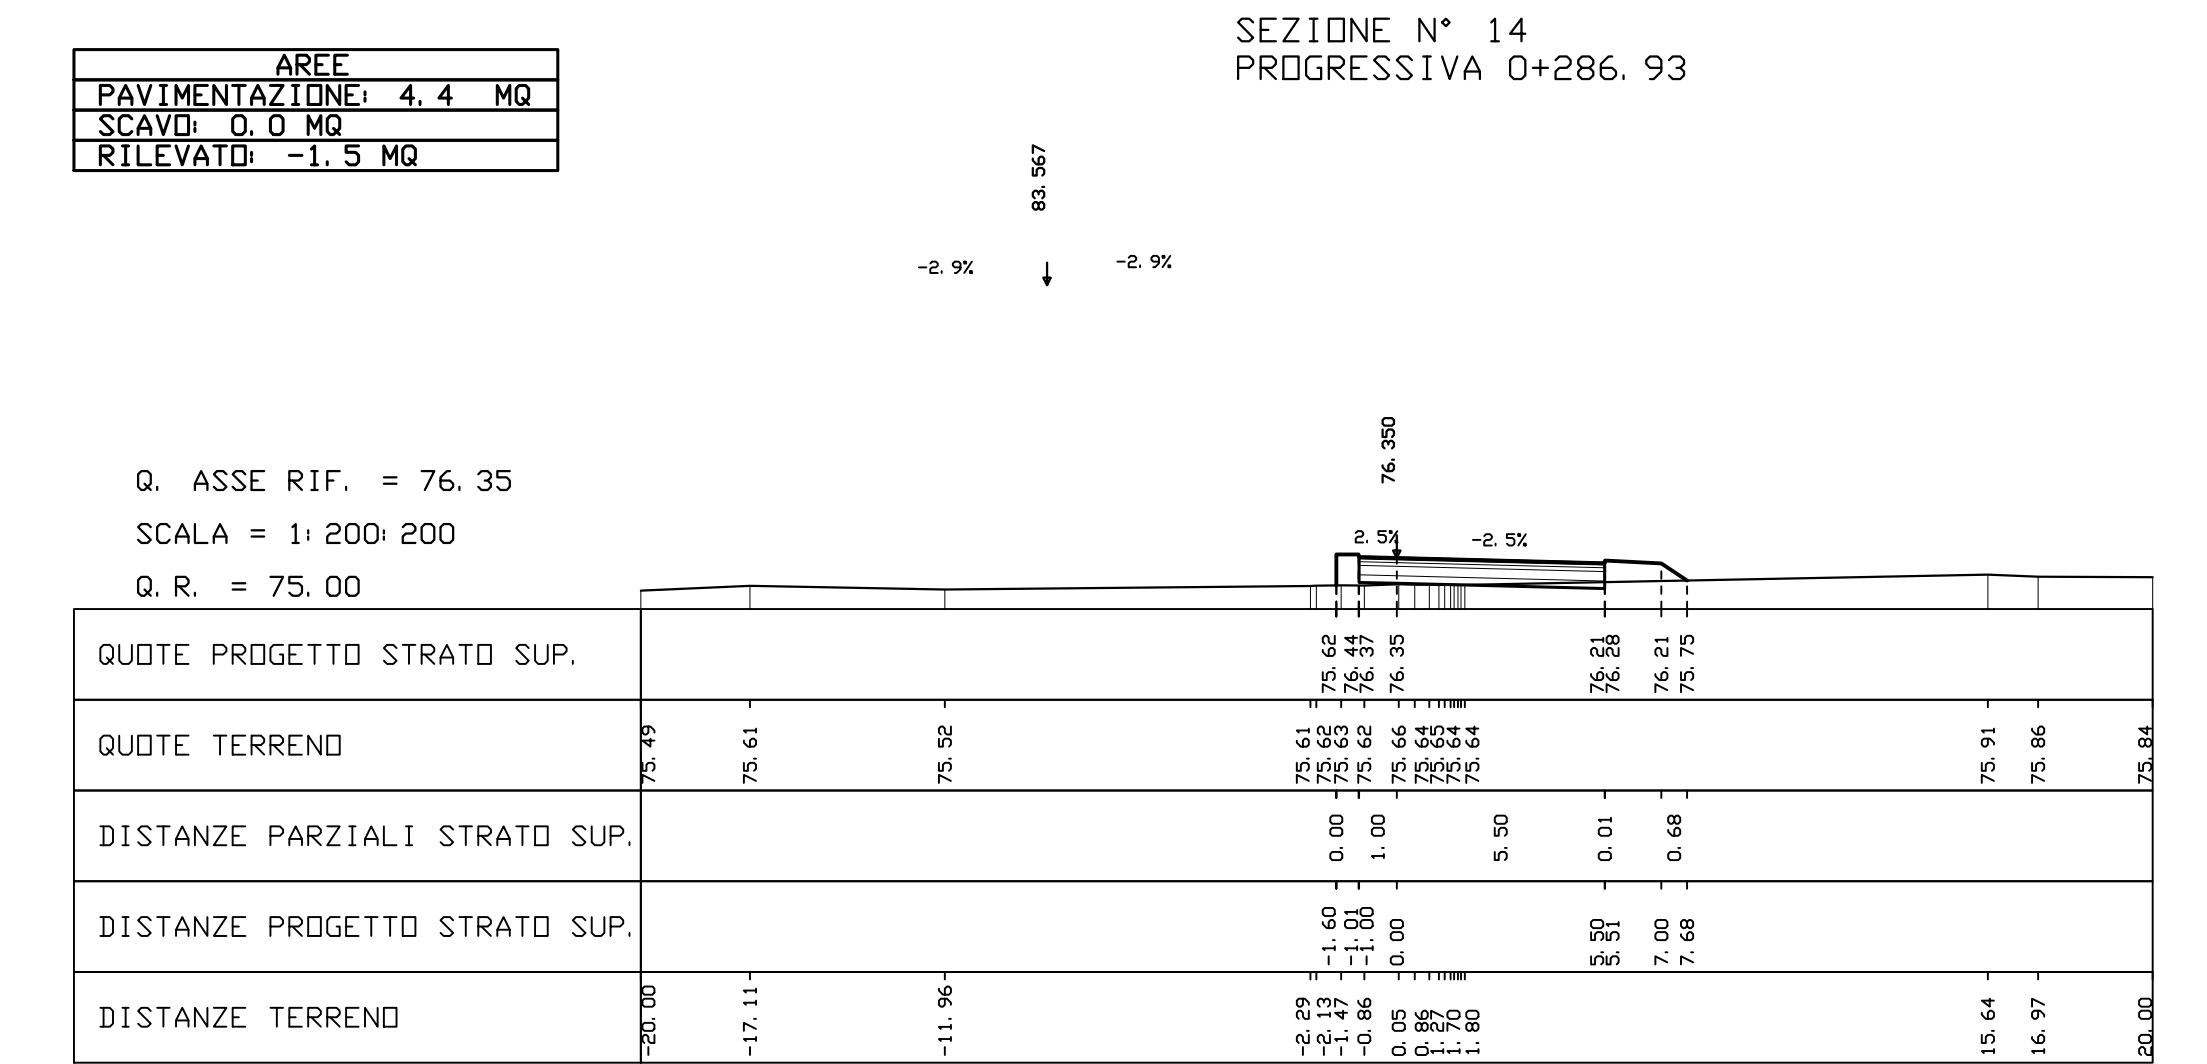 SEZIONE N° 14
PROGRESSIVA 0+286.93
AREE
PAVIMENTAZIONE: 4.4 MQ
SCAVO: 0.0 MQ
RILEVATO: -1.5 MQ
83.567
-2.9% -2.9%
76.350
2.5% -2.5%
Q. ASSE RIF. = 76.35
SCALA = 1:200:200
Q.R. = 75.00
QUOTE PROGETTO STRATO SUP. 75.62 76.44 76.37 76.35 76.21 76.28 76.21 75.75
QUOTE TERRENO 75.49 75.61 75.52 75.61 75.62 75.63 75.62 75.66 75.64 75.65 75.64 75.64 75.91 75.86 75.84
DISTANZE PARZIALI STRATO SUP. 0.00 1.00 5.50 0.01 0.68
DISTANZE PROGETTO STRATO SUP. -1.60 -1.01 -1.00 0.00 5.50 5.51 7.00 7.68
DISTANZE TERRENO -20.00 -17.11 -11.96 -2.29 -2.13 -1.47 -0.86 0.05 0.86 1.27 1.70 1.80 15.64 16.97 20.00